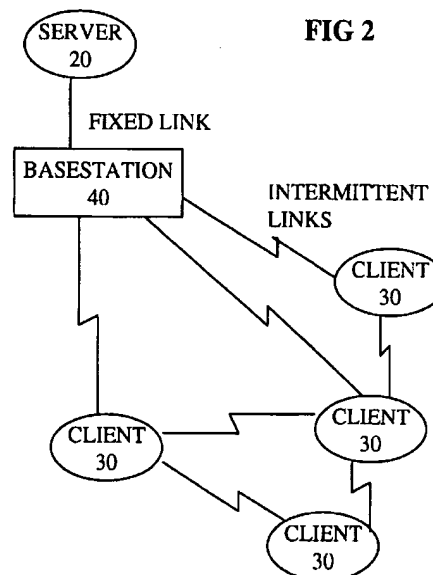 SERVER
20
FIG 2
FIXED LINK
BASESTATION
40
INTERMITTENT
LINKS
CLIENT
30
CLIENT
30
CLIENT
30
CLIENT
30